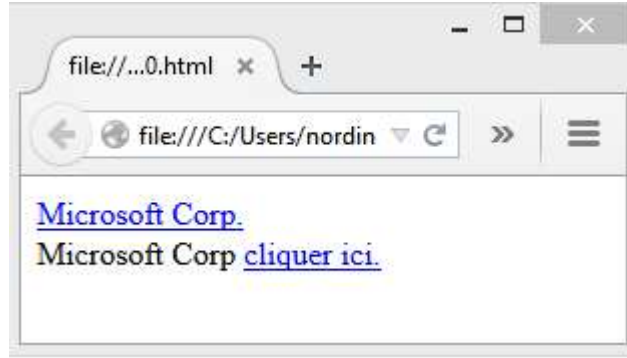 file://...0.html
file:///C:/Users/nordin
Microsoft Corp.
Microsoft Corp cliquer ici.